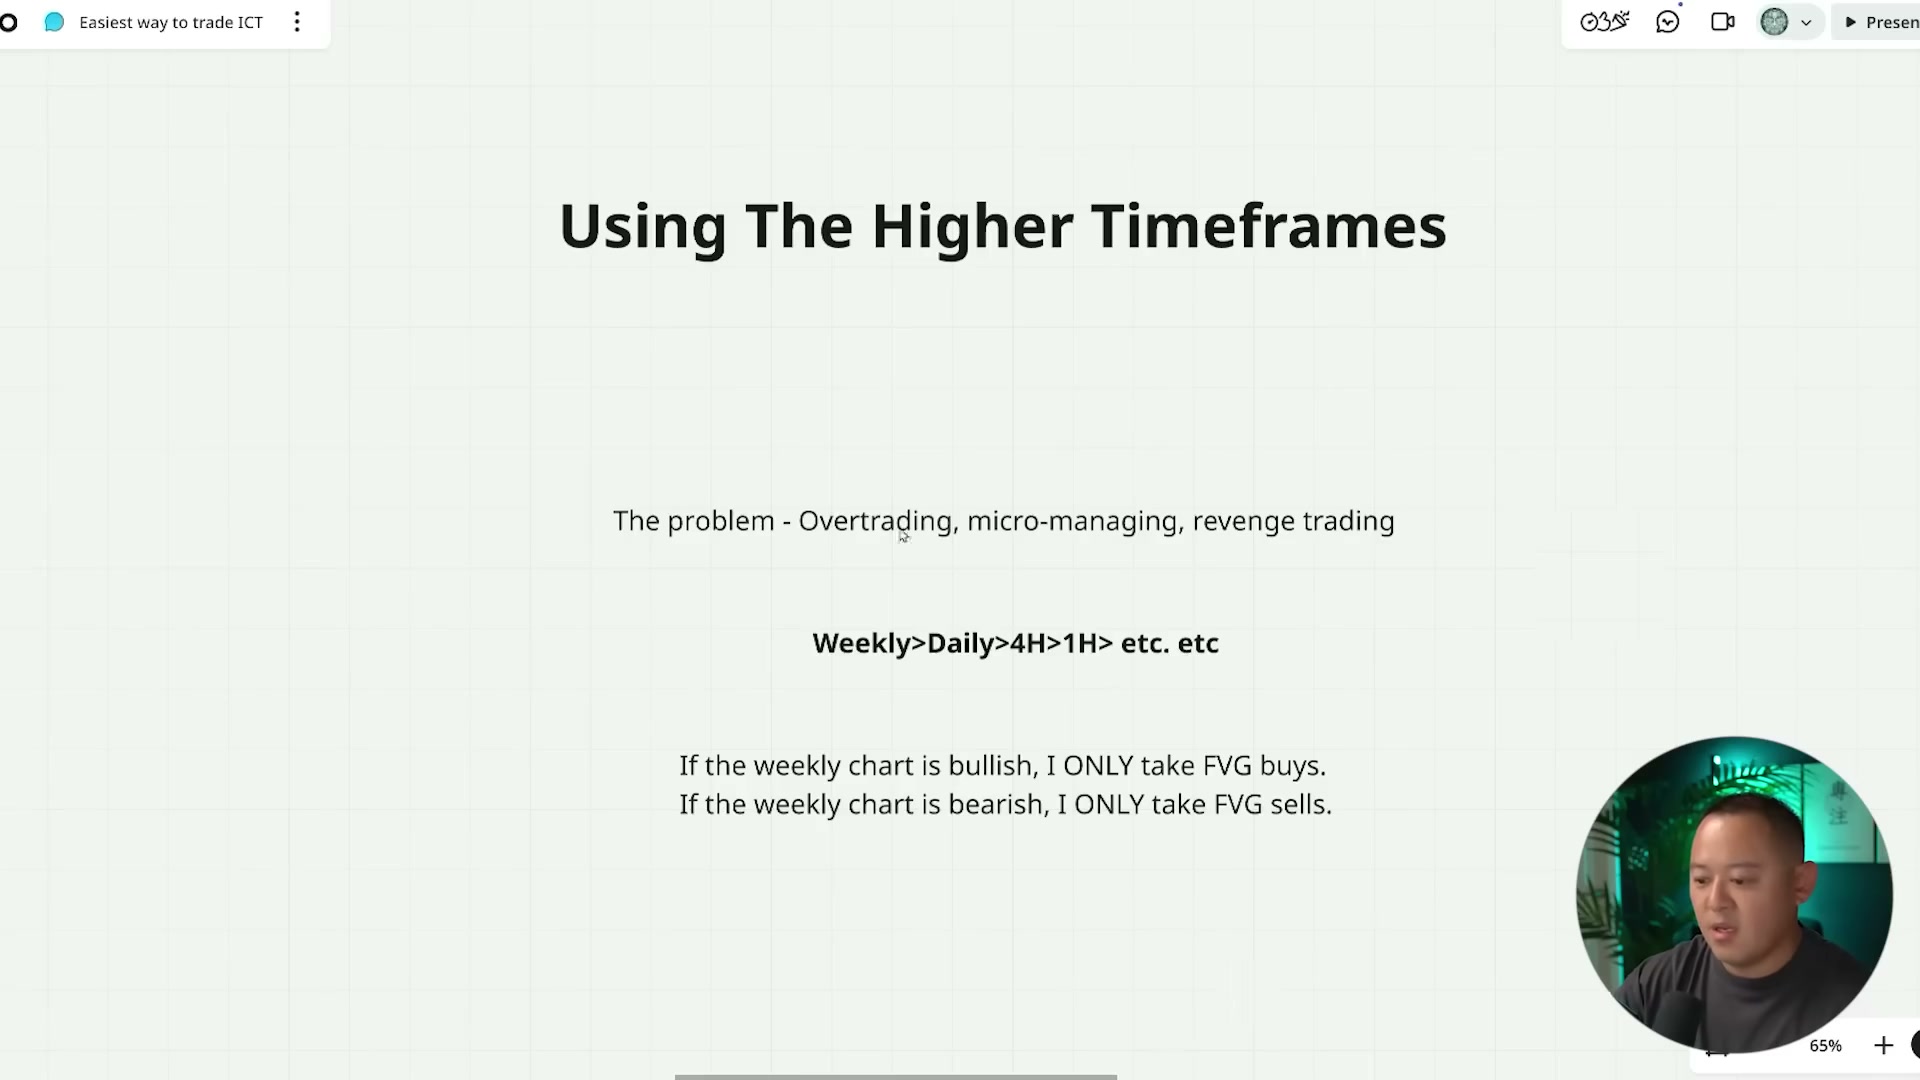 Easiest way to trade ICT
Presen
Using The Higher Timeframes
The problem - Overtrading, micro-managing, revenge trading
Weekly>Daily>4H>1H> etc. etc
If the weekly chart is bullish, I ONLY take FVG buys.
If the weekly chart is bearish, I ONLY take FVG sells.
專注
65%